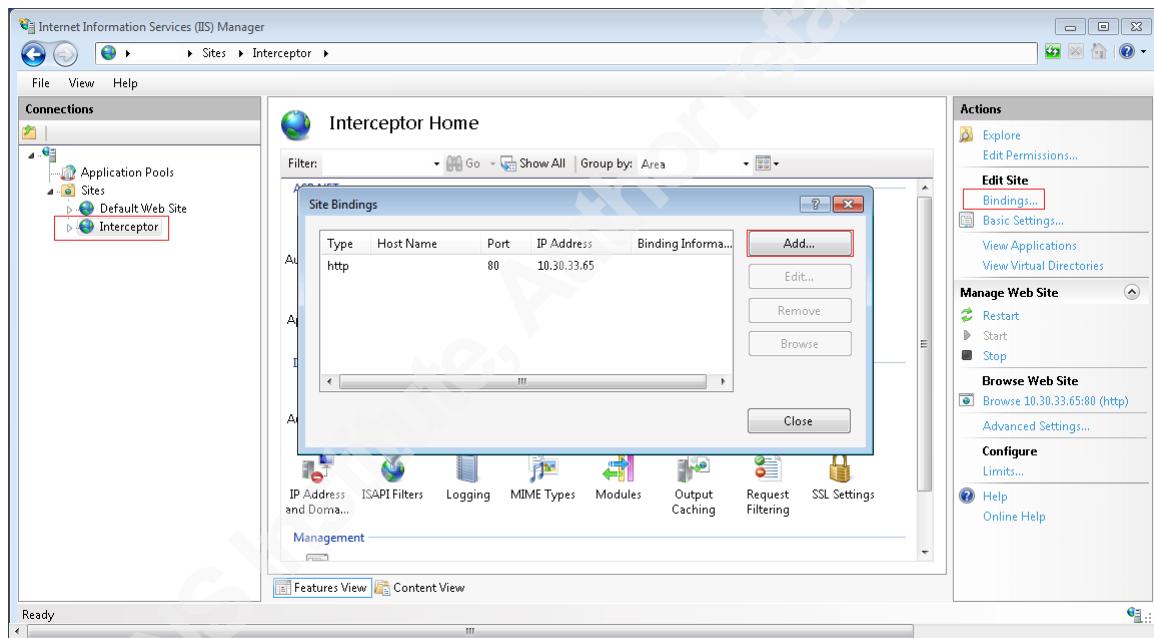 Internet Information Services (IIS) Manager
Sites Interceptor
File View Help
Connections
Application Pools
Sites
Default Web Site
Interceptor
Interceptor Home
Filter: Go Show All Group by: Area
ASP.NET
Site Bindings
Type Host Name Port IP Address Binding Informa...
http 80 10.30.33.65
Add...
Edit...
Remove
Browse
Close
IP Address and Doma...
ISAPI Filters
Logging
MIME Types
Modules
Output Caching
Request Filtering
SSL Settings
Management
Features View Content View
Actions
Explore
Edit Permissions...
Edit Site
Bindings...
Basic Settings...
View Applications
View Virtual Directories
Manage Web Site
Restart
Start
Stop
Browse Web Site
Browse 10.30.33.65:80 (http)
Advanced Settings...
Configure
Limits...
Help
Online Help
Ready